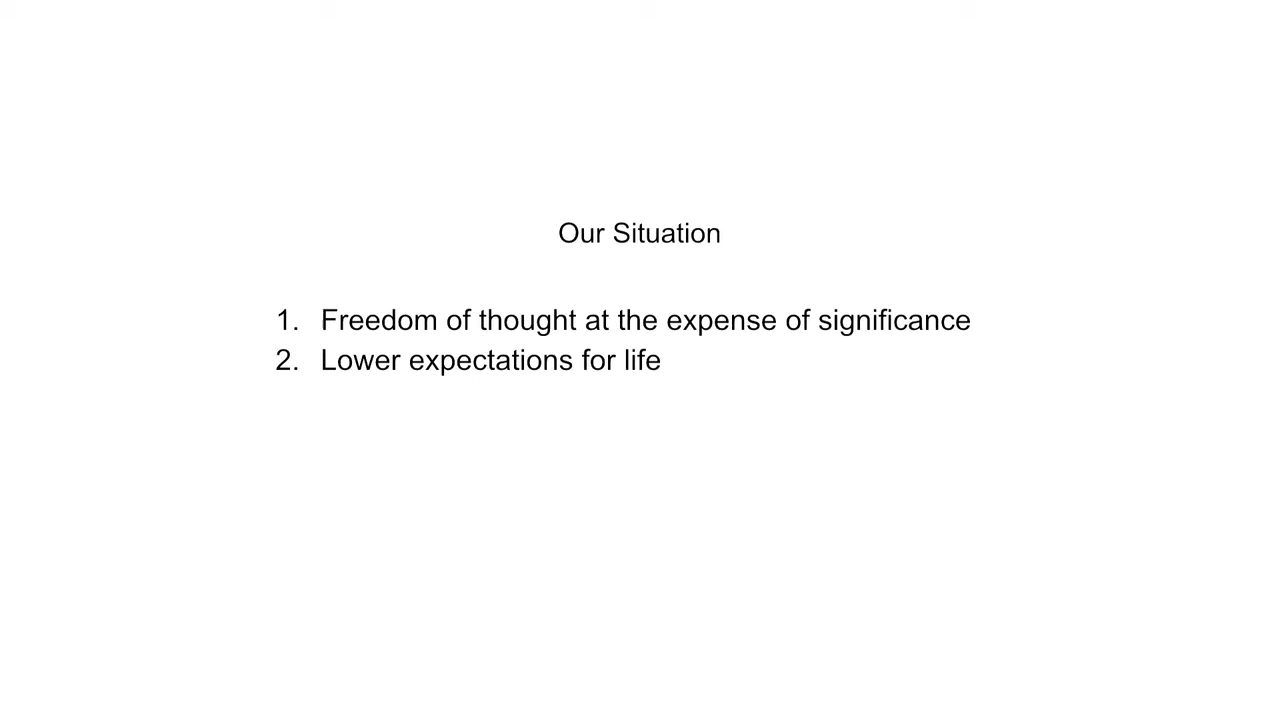 Our Situation
1. Freedom of thought at the expense of significance
2. Lower expectations for life